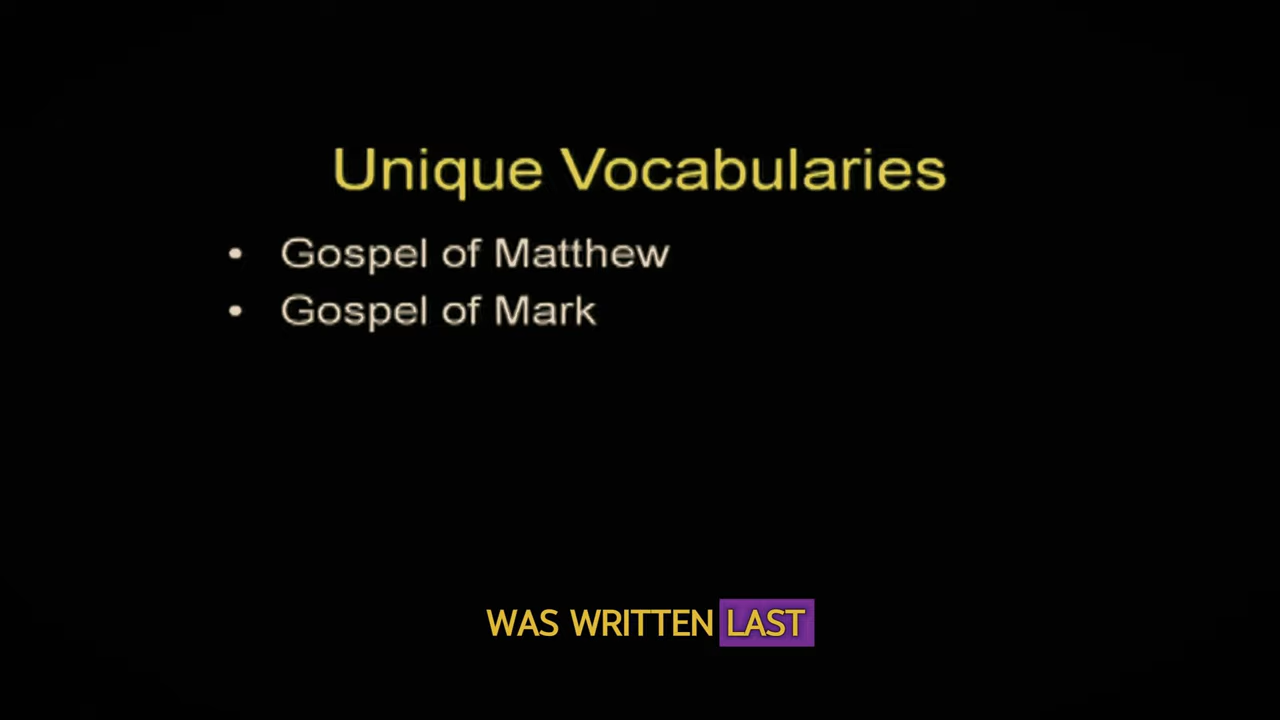 Unique Vocabularies
• Gospel of Matthew
• Gospel of Mark
WAS WRITTEN LAST